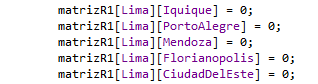 matrizR1[Lima][Iquique] = 0;
matrizR1[Lima][PortoAlegre] = 0;
matrizR1[Lima][Mendoza] = 0;
matrizR1[Lima][Florianopolis] = 0;
matrizR1[Lima][CiudadDelEste] = 0;